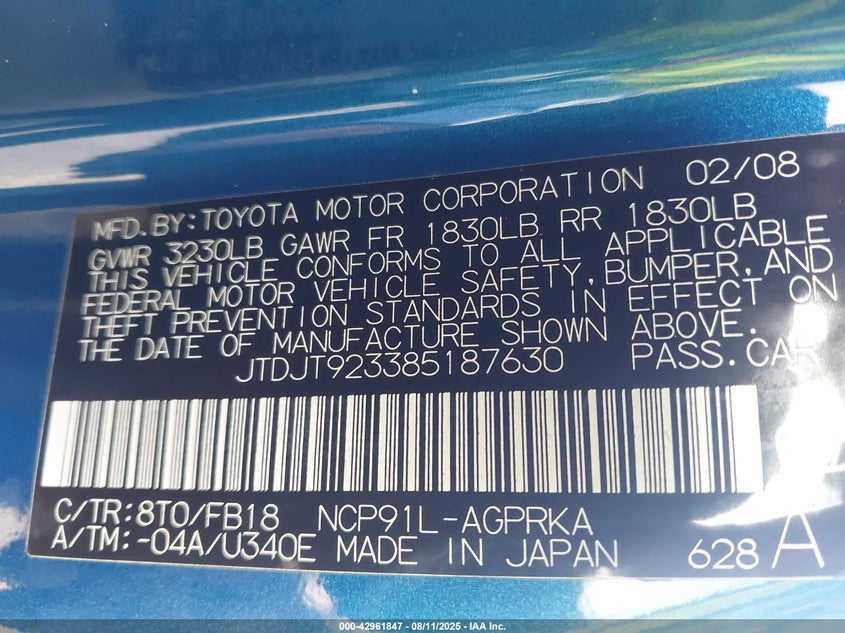 MFD.BY:TOYOTA MOTOR CORPORATION 02/08
GVWR 3230LB GAWR FR 1830LB RR 1830LB
THIS VEHICLE CONFORMS TO ALL APPLICABLE
FEDERAL MOTOR VEHICLE SAFETY,BUMPER,AND
THEFT PREVENTION STANDARDS IN EFFECT ON
THE DATE OF MANUFACTURE SHOWN ABOVE.
JTDJT923385187630 PASS.CAR
C/TR:8T0/FB18 NCP91L-AGPRKA
A/TM:-04A/U340E MADE IN JAPAN 628 A
000-42961847 - 08/11/2025 - IAA Inc.